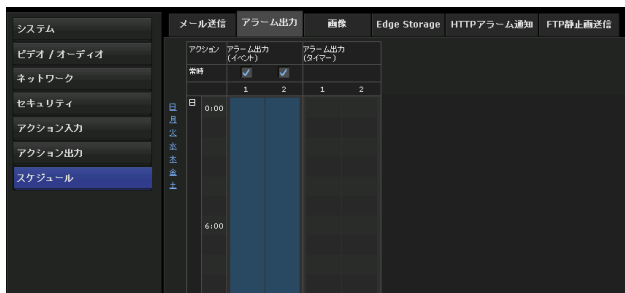 システム
ビデオ / オーディオ
ネットワーク
セキュリティ
アクション入力
アクション出力
スケジュール
メール送信 アラーム出力 画像 Edge Storage HTTPアラーム通知 FTP静止画送信
アクション アラーム出力 アラーム出力
(イベント) (タイマー)
常時
1 2 1 2
日 0:00
日
月
火
水
木
金
土
6:00